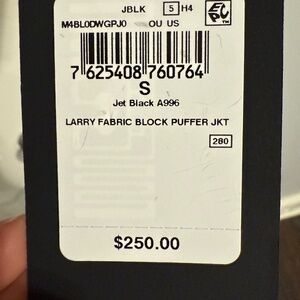 JBLK 5 H4
M4BL0DWGPJ0 OU US
7 625408 760764
S
Jet Black A996
LARRY FABRIC BLOCK PUFFER JKT
280
$250.00